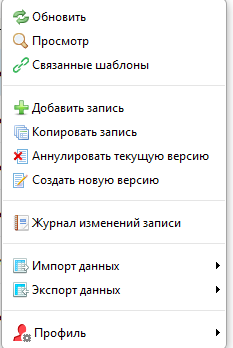 Обновить
Просмотр
Связанные шаблоны
Добавить запись
Копировать запись
Аннулировать текущую версию
Создать новую версию
Журнал изменений записи
Импорт данных
Экспорт данных
Профиль